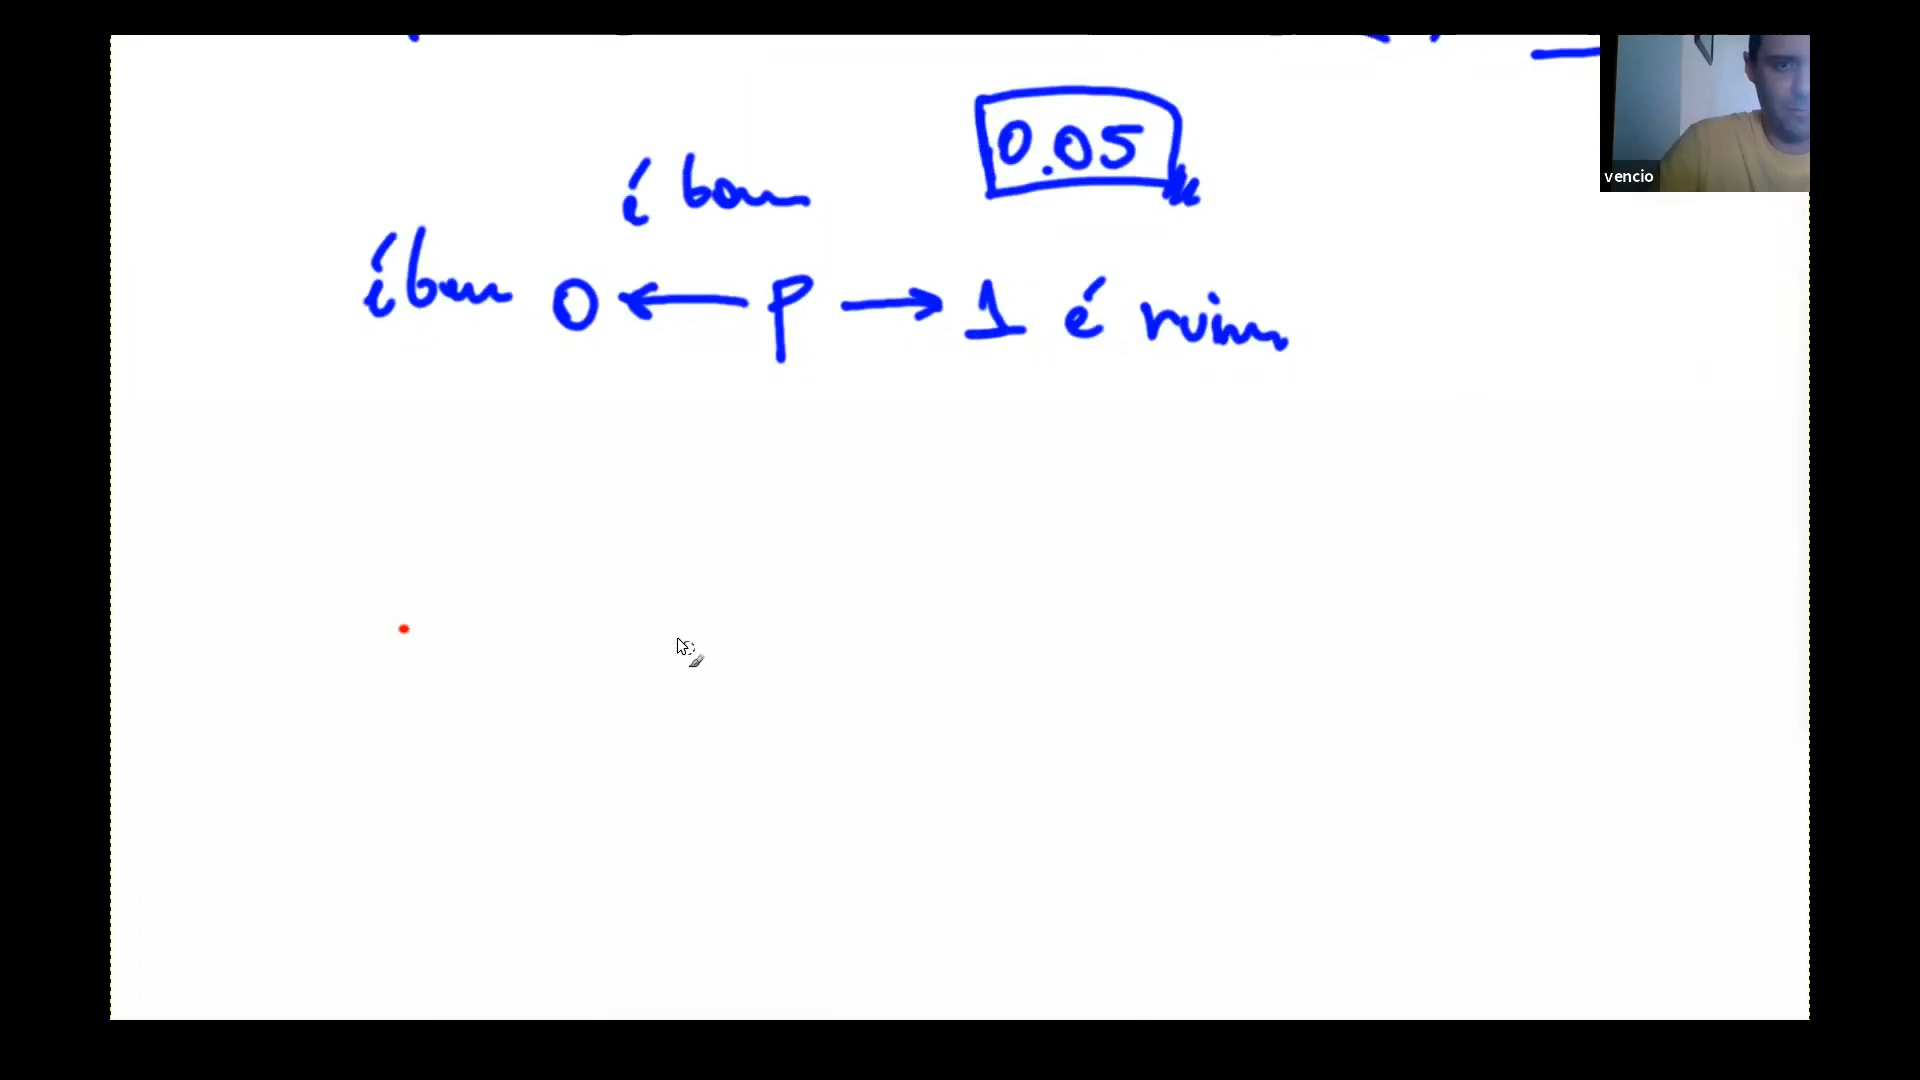 0.05
é bom
é bom 0 ← P → 1 é ruim
vencio